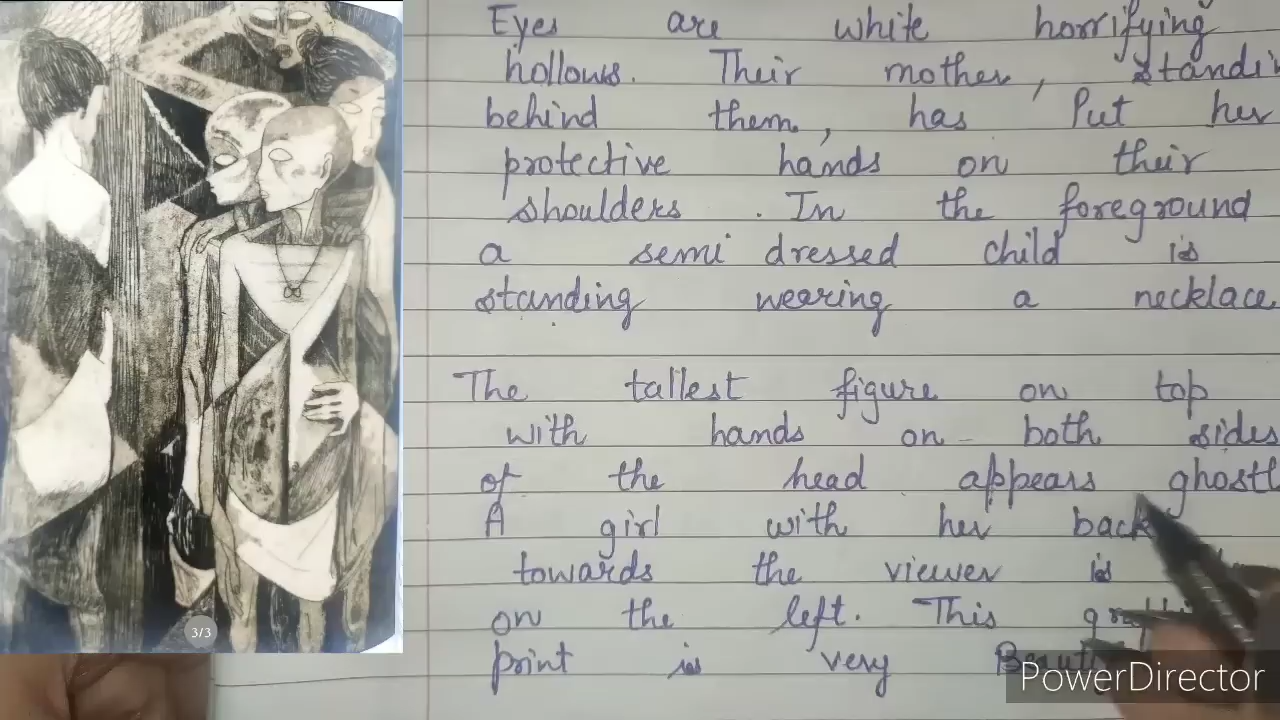 Eyes are white horrifying
hollows. Their mother, standi
behind them, has Put her
protective hands on their
shoulders. In the foreground
a semi dressed child is
standing wearing a necklace
The tallest figure on top
with hands on both sides
of the head appears ghostl
A girl with her back
towards the viewer is
on the left. This
print is very
3/3
PowerDirector